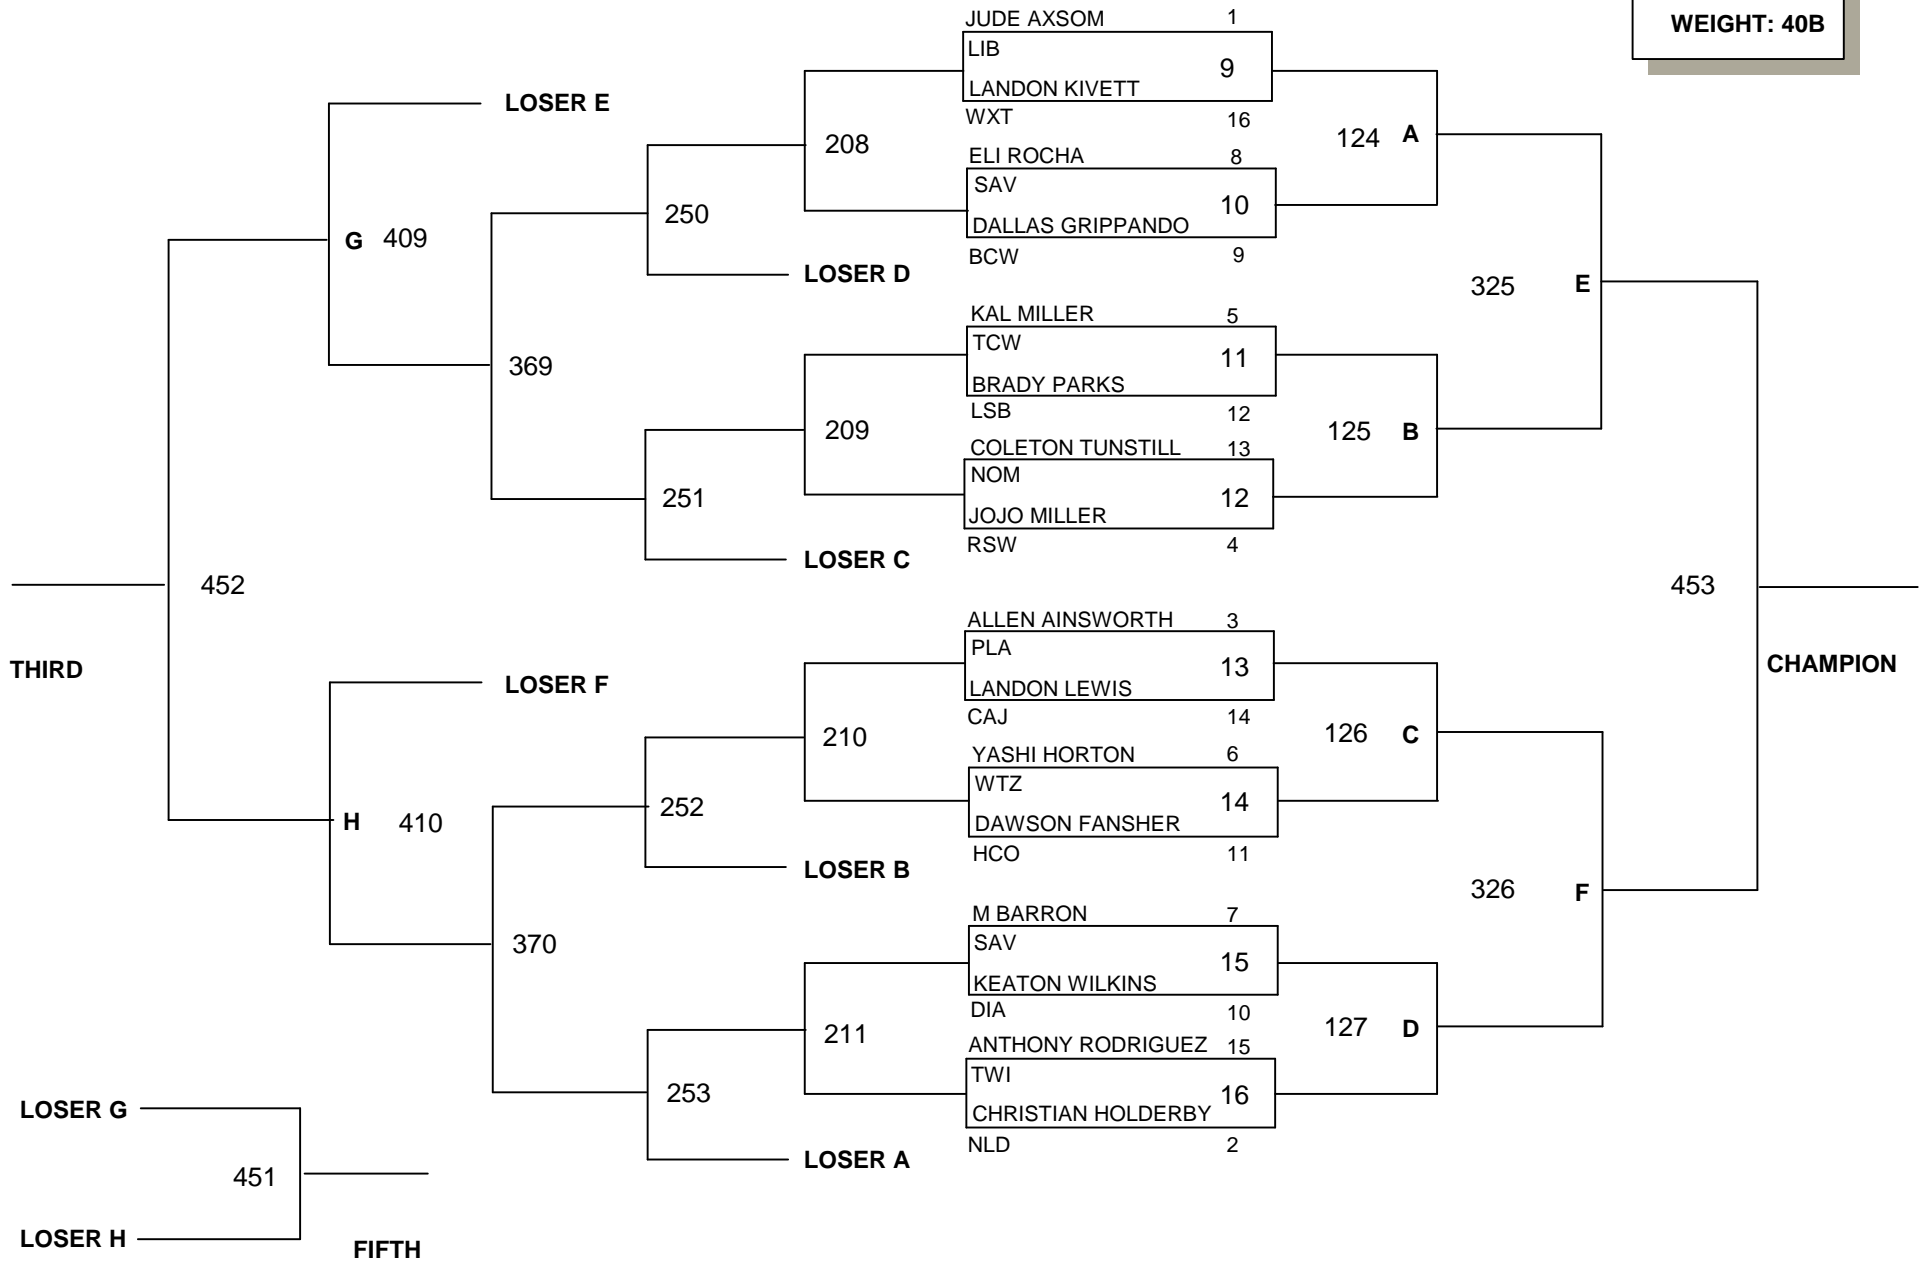 WEIGHT: 40B
JUDE AXSOM 1
LIB
9
LANDON KIVETT
WXT 16
LOSER E
208
124 A
ELI ROCHA 8
SAV
10
DALLAS GRIPPANDO
BCW 9
250
G 409
LOSER D
325 E
KAL MILLER 5
TCW
11
BRADY PARKS
LSB 12
369
209
125 B
COLETON TUNSTILL 13
NOM
12
JOJO MILLER
RSW 4
251
LOSER C
452
453
ALLEN AINSWORTH 3
PLA
13
LANDON LEWIS
CAJ 14
THIRD
CHAMPION
LOSER F
210
126 C
YASHI HORTON 6
WTZ
14
DAWSON FANSHER
HCO 11
252
H 410
LOSER B
326 F
M BARRON 7
SAV
15
KEATON WILKINS
DIA 10
370
211
127 D
ANTHONY RODRIGUEZ 15
TWI
16
CHRISTIAN HOLDERBY
NLD 2
253
LOSER A
LOSER G
451
LOSER H
FIFTH